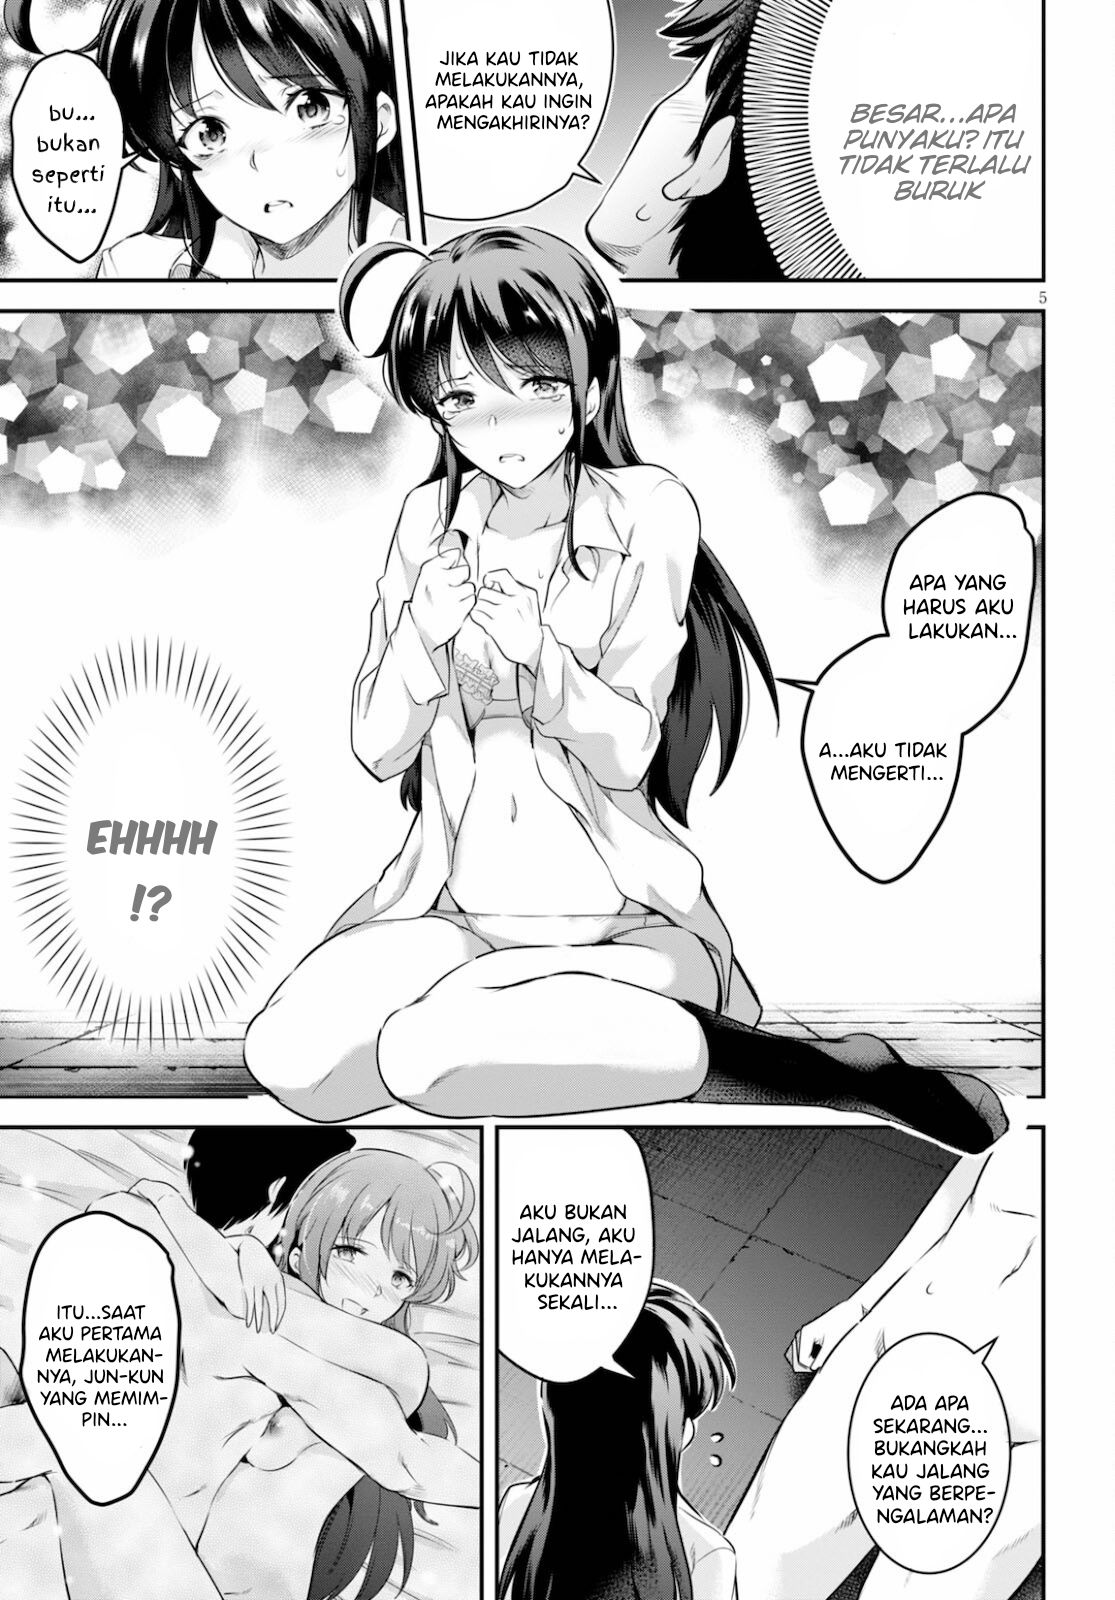 BESAR...APA
PUNYAKU? ITU
TIDAK TERLALU
BURUK
JIKA KAU TIDAK
MELAKUKANNYA,
APAKAH KAU INGIN
MENGAKHIRINYA?
bu...
bukan
seperti
itu...
5
APA YANG
HARUS AKU
LAKUKAN...
A...AKU TIDAK
MENGERTI...
EHHHH
!?
ADA APA
SEKARANG...
BUKANGKAH
KAU JALANG
YANG BERPE-
NGALAMAN?
AKU BUKAN
JALANG, AKU
HANYA MELA-
KUKANNYA
SEKALI...
ITU...SAAT
AKU PERTAMA
MELAKUKAN-
NYA, JUN-KUN
YANG MEMIM-
PIN...